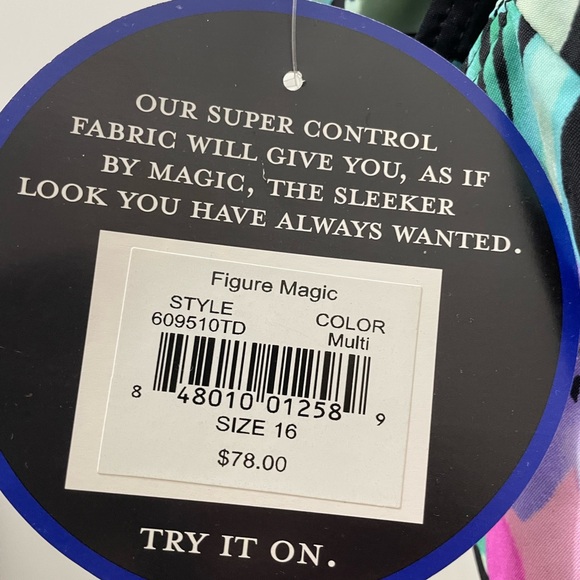 OUR SUPER CONTROL
FABRIC WILL GIVE YOU, AS IF
BY MAGIC, THE SLEEKER
LOOK YOU HAVE ALWAYS WANTED.
Figure Magic
STYLE COLOR
609510TD Multi
8 48010 01258 9
SIZE 16
$78.00
TRY IT ON.